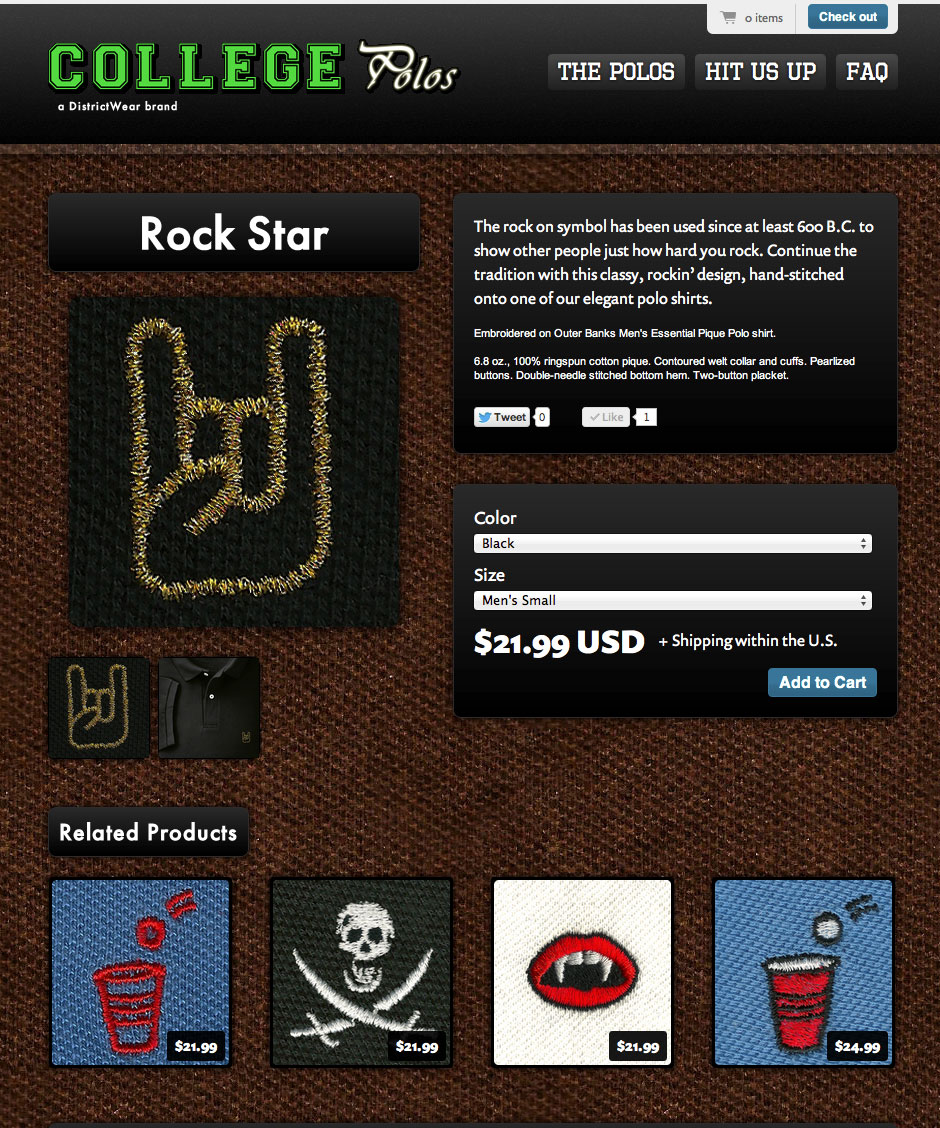 0 items
Check out
COLLEGE Polos
a DistrictWear brand
THE POLOS
HIT US UP
FAQ
Rock Star
The rock on symbol has been used since at least 600 B.C. to
show other people just how hard you rock. Continue the
tradition with this classy, rockin’ design, hand-stitched
onto one of our elegant polo shirts.
Embroidered on Outer Banks Men's Essential Pique Polo shirt.
6.8 oz., 100% ringspun cotton pique. Contoured welt collar and cuffs. Pearlized
buttons. Double-needle stitched bottom hem. Two-button placket.
Tweet 0
Like 1
Color
Black
Size
Men's Small
$21.99 USD + Shipping within the U.S.
Add to Cart
Related Products
$21.99
$21.99
$21.99
$24.99